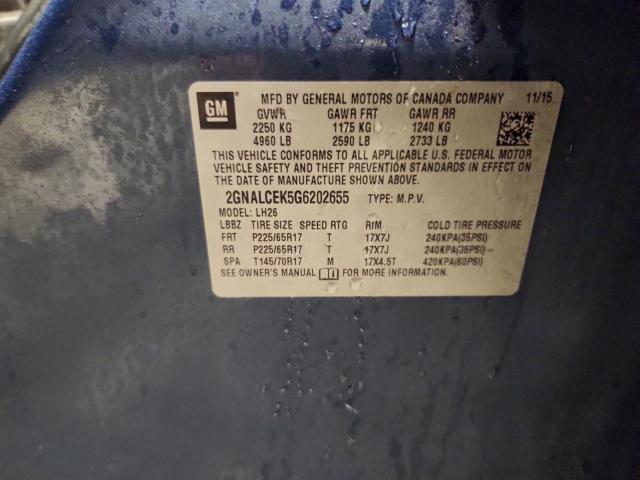 GM MFD BY GENERAL MOTORS OF CANADA COMPANY 11/15
GVWR GAWR FRT GAWR RR
2250 KG 1175 KG 1240 KG
4960 LB 2590 LB 2733 LB
THIS VEHICLE CONFORMS TO ALL APPLICABLE U.S. FEDERAL MOTOR
VEHICLE SAFETY AND THEFT PREVENTION STANDARDS IN EFFECT ON
THE DATE OF MANUFACTURE SHOWN ABOVE.
2GNALCEK5G6202655 TYPE: M.P.V.
MODEL: LH26
LBBZ TIRE SIZE SPEED RTG RIM COLD TIRE PRESSURE
FRT P225/65R17 T 17X7J 240KPA(35PSI)
RR P225/65R17 T 17X7J 240KPA(35PSI)
SPA T145/70R17 M 17X4.5T 420KPA(60PSI)
SEE OWNER'S MANUAL FOR MORE INFORMATION